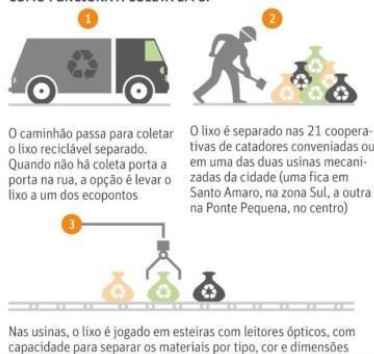 1
2
O caminhão passa para coletar
o lixo reciclável separado.
Quando não há coleta porta a
porta na rua, a opção é levar o
lixo a um dos ecopontos
O lixo é separado nas 21 coopera-
tivas de catadores conveniadas ou
em uma das duas usinas mecani-
zadas da cidade (uma fica em
Santo Amaro, na zona Sul, a outra
na Ponte Pequena, no centro)
3
Nas usinas, o lixo é jogado em esteiras com leitores ópticos, com
capacidade para separar os materiais por tipo, cor e dimensões